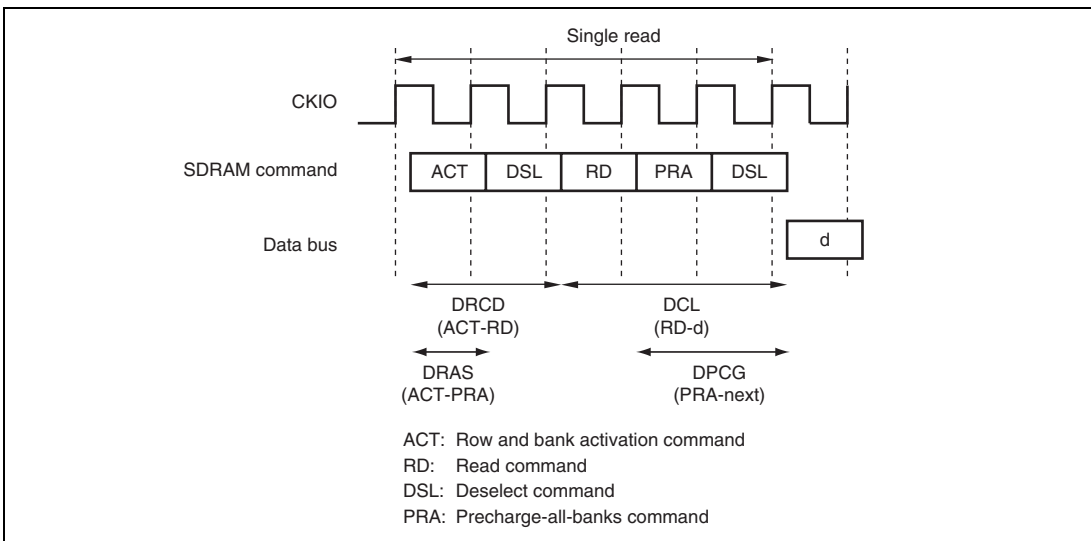 Single read
CKIO
SDRAM command
ACT DSL RD PRA DSL
Data bus
d
DRCD
(ACT-RD)
DCL
(RD-d)
DRAS
(ACT-PRA)
DPCG
(PRA-next)
ACT: Row and bank activation command
RD: Read command
DSL: Deselect command
PRA: Precharge-all-banks command